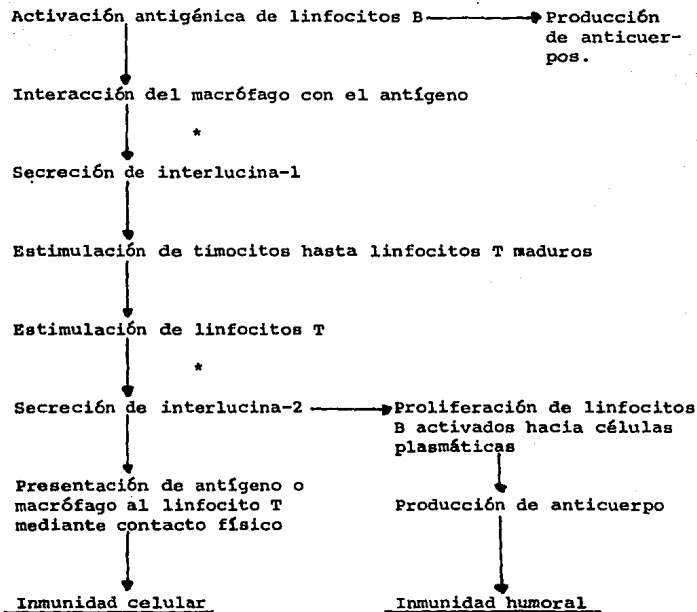 Activación antigénica de linfocitos B
Producción
de anticuer-
pos.
Interacción del macrófago con el antígeno
*
Secreción de interlucina-1
Estimulación de timocitos hasta linfocitos T maduros
Estimulación de linfocitos T
*
Secreción de interlucina-2
Proliferación de linfocitos
B activados hacia células
plasmáticas
Presentación de antígeno o
macrófago al linfocito T
mediante contacto físico
Producción de anticuerpo
Inmunidad celular
Inmunidad humoral